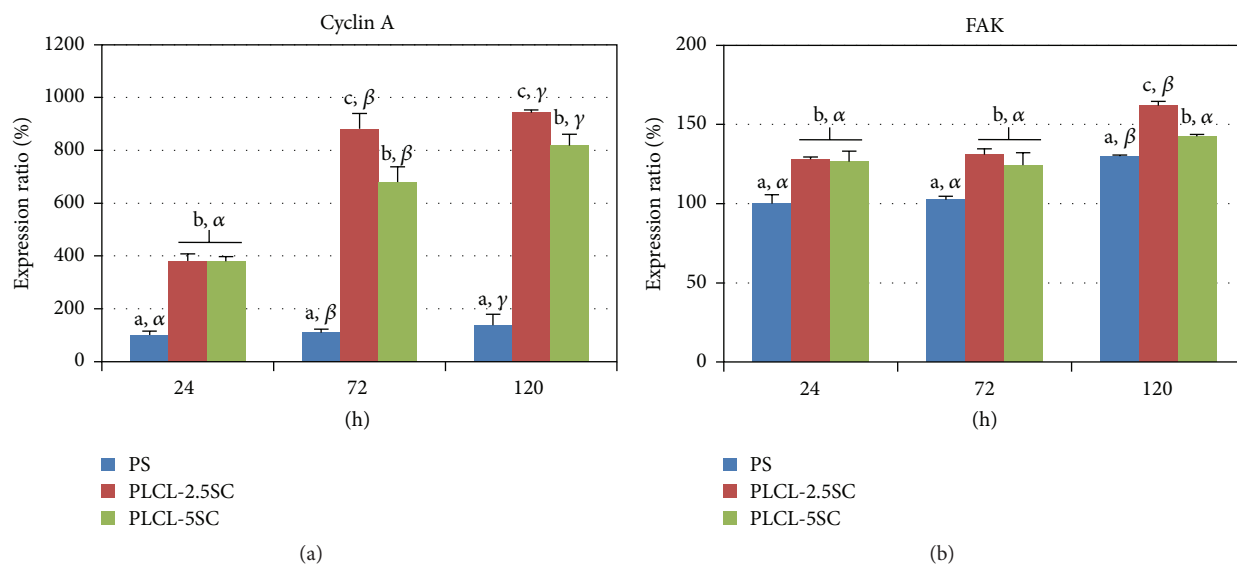 Cyclin A
1200
1000
800
600
400
200
0
Expression ratio (%)
a, α
b, α
a, β
c, β
b, β
a, γ
c, γ
b, γ
24
72
120
(h)
PS
PLCL-2.5SC
PLCL-5SC
(a)
FAK
200
150
100
50
0
Expression ratio (%)
a, α
b, α
a, α
b, α
a, β
c, β
b, α
24
72
120
(h)
PS
PLCL-2.5SC
PLCL-5SC
(b)